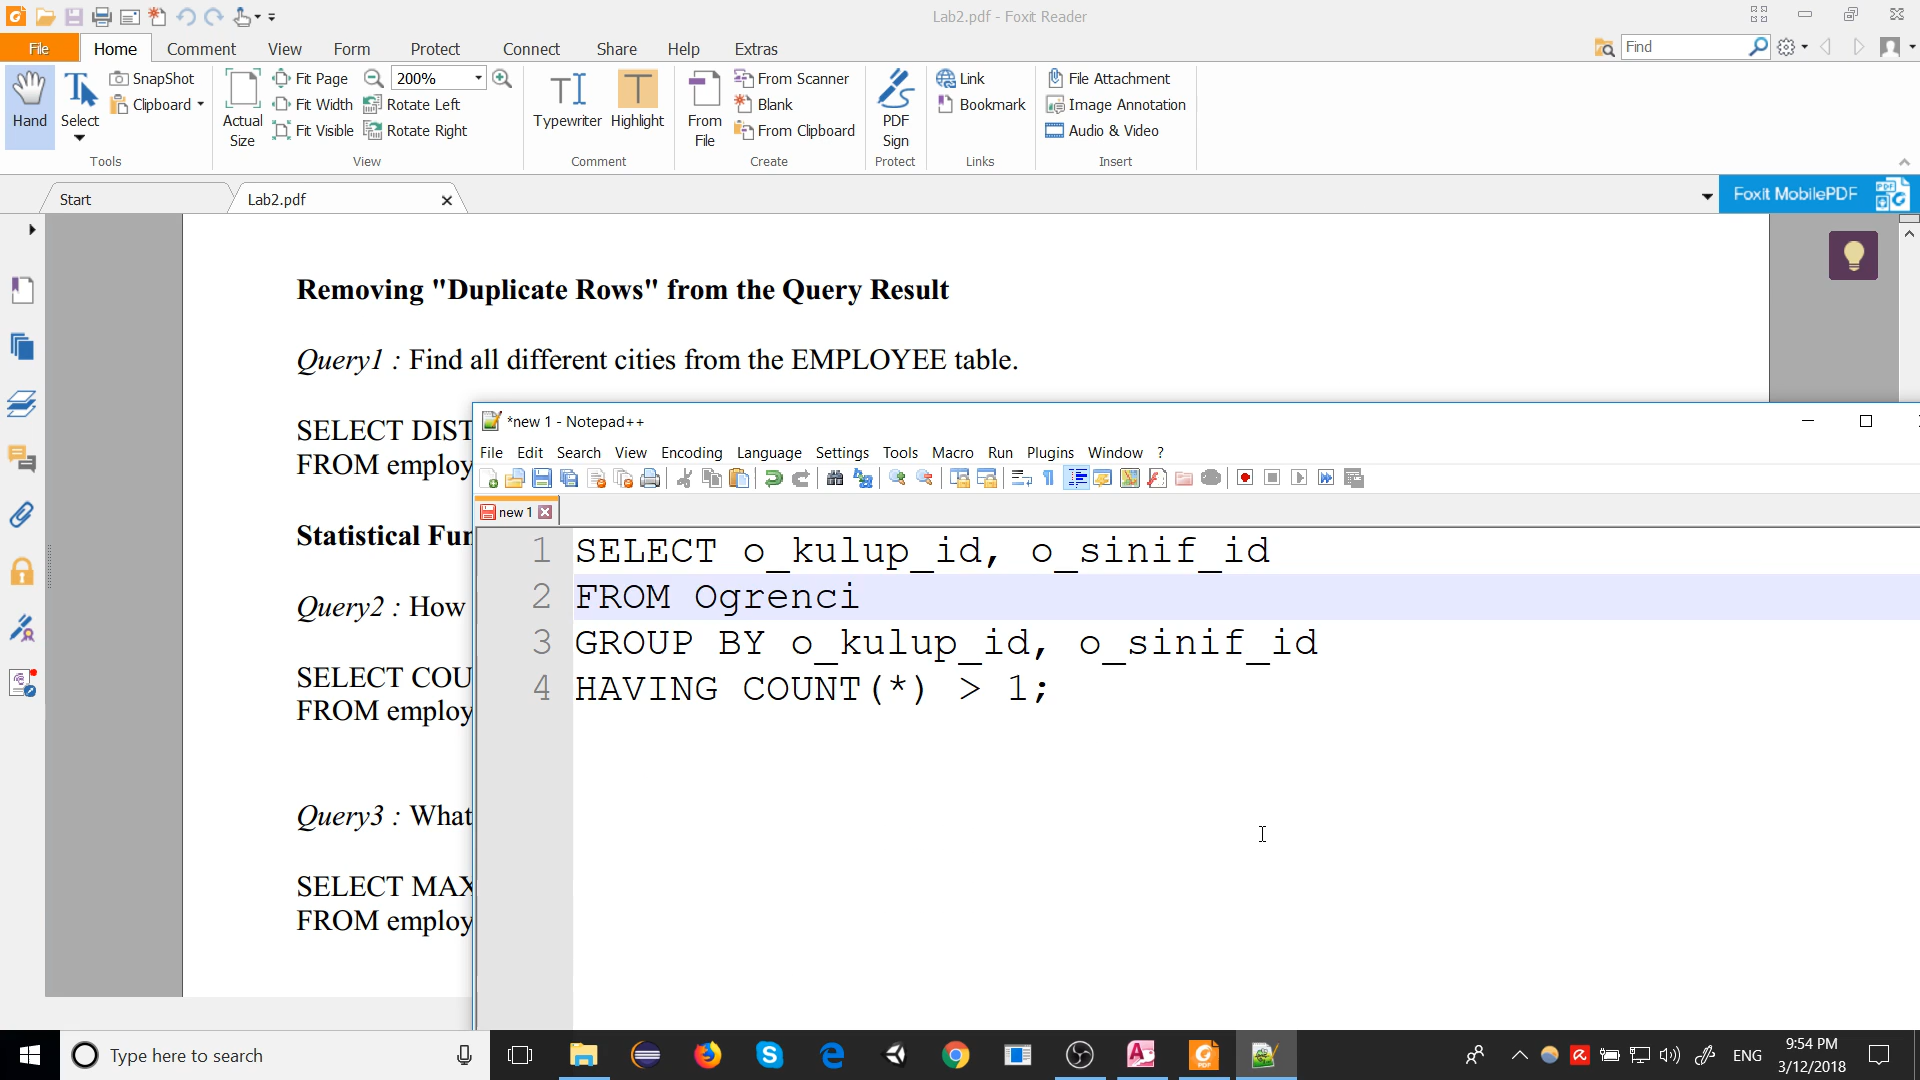 Lab2.pdf - Foxit Reader
File Home Comment View Form Protect Connect Share Help Extras
Find
Hand
Select
SnapShot
Clipboard
Tools
Actual Size
Fit Page
Fit Width
Fit Visible
200%
Rotate Left
Rotate Right
View
Typewriter
Highlight
Comment
From File
From Scanner
Blank
From Clipboard
Create
PDF Sign
Protect
Link
Bookmark
Links
File Attachment
Image Annotation
Audio & Video
Insert
Start
Lab2.pdf
Foxit MobilePDF
Removing "Duplicate Rows" from the Query Result
Query1 : Find all different cities from the EMPLOYEE table.
SELECT DIST
FROM employ
Statistical Fun
Query2 : How
SELECT COU
FROM employ
Query3 : What
SELECT MAX
FROM employ
*new 1 - Notepad++
File Edit Search View Encoding Language Settings Tools Macro Run Plugins Window ?
new 1
1 SELECT o_kulup_id, o_sinif_id
2 FROM Ogrenci
3 GROUP BY o_kulup_id, o_sinif_id
4 HAVING COUNT(*) > 1;
Type here to search
ENG
9:54 PM
3/12/2018